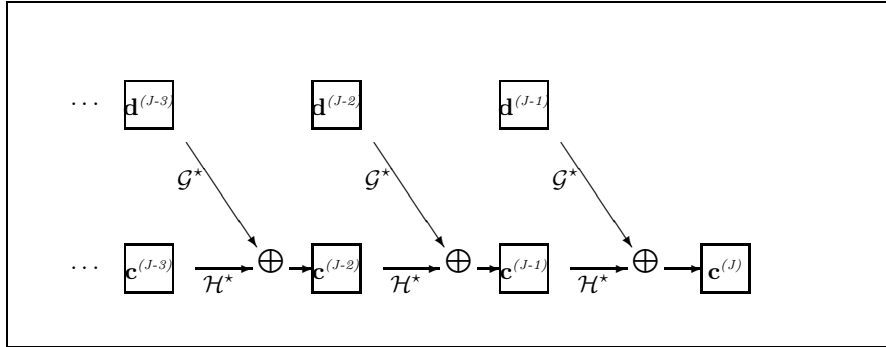 … d^(J-3) d^(J-2) d^(J-1)
G⋆ G⋆ G⋆
… c^(J-3) ⊕ c^(J-2) ⊕ c^(J-1) ⊕ c^(J)
H⋆ H⋆ H⋆